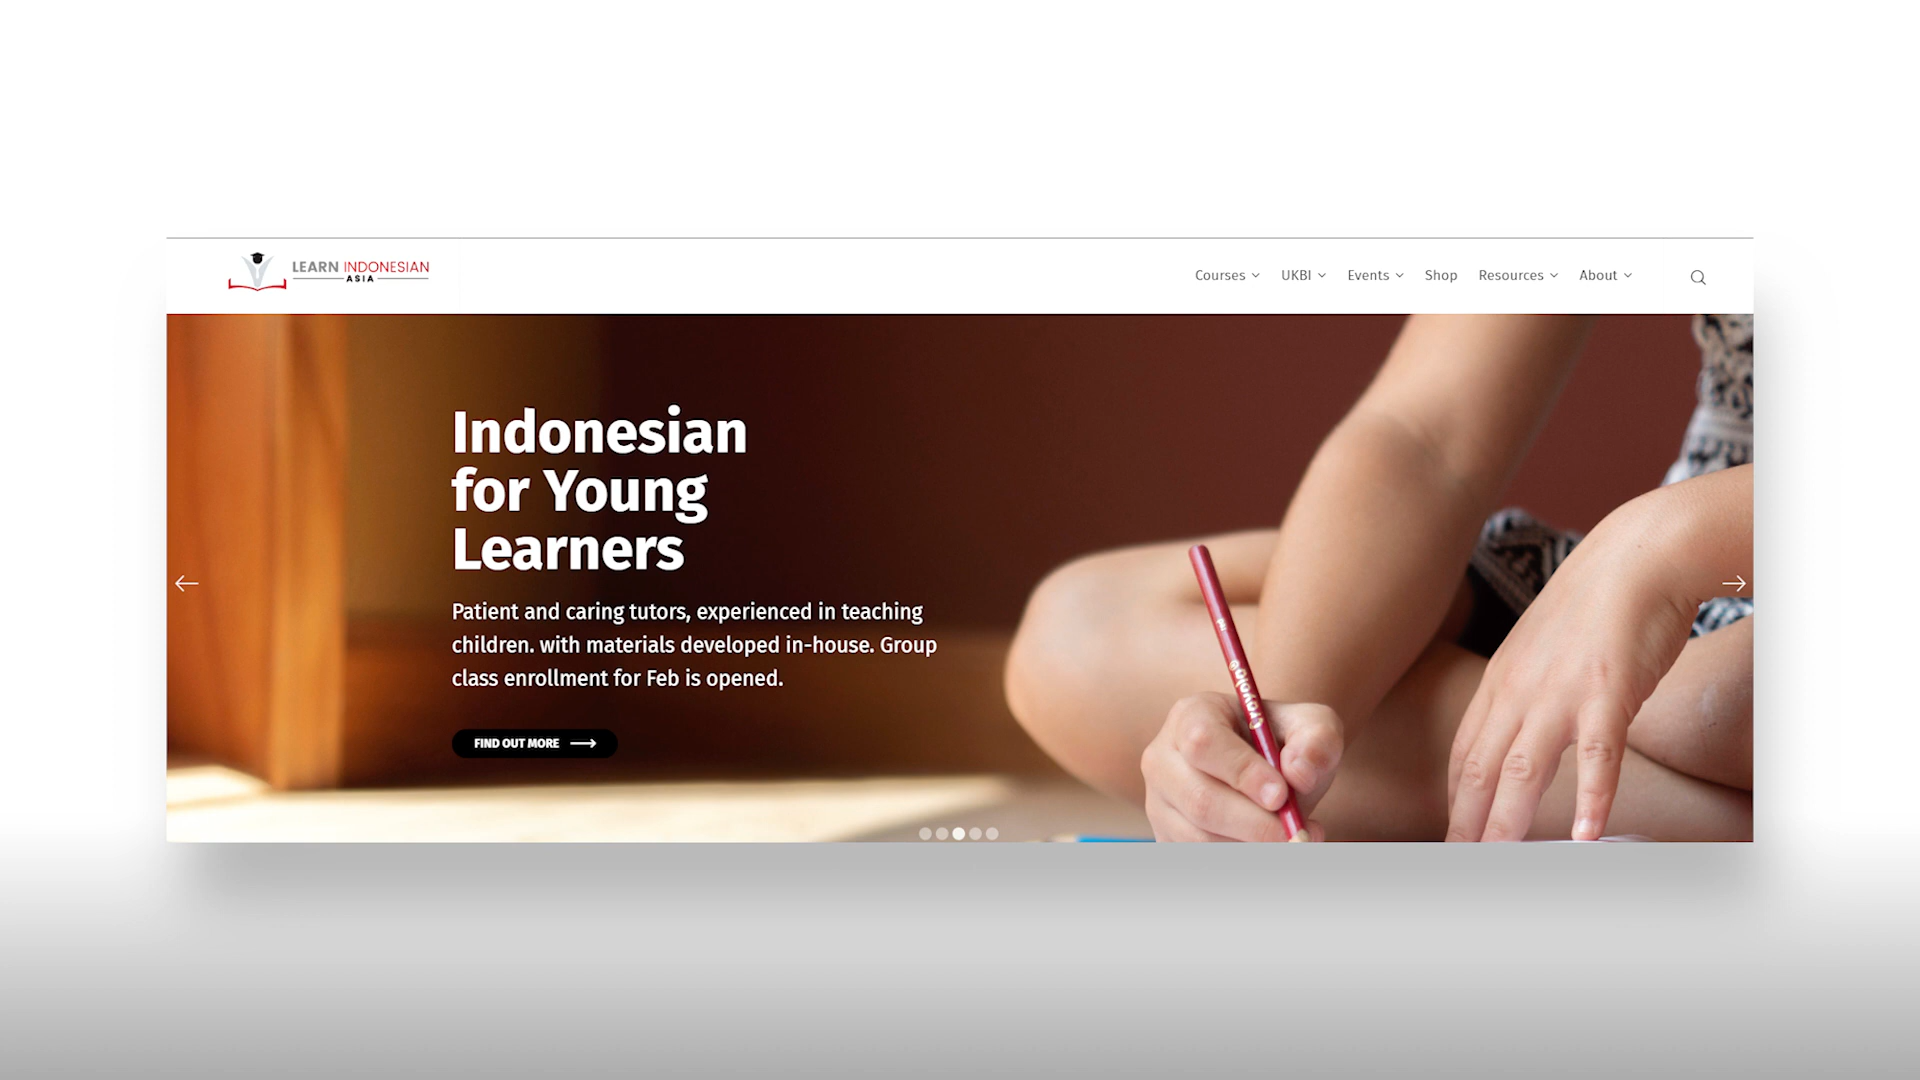 LEARN INDONESIAN
ASIA
Courses UKBI Events Shop Resources About
Indonesian
for Young
Learners
Patient and caring tutors, experienced in teaching
children. with materials developed in-house. Group
class enrollment for Feb is opened.
FIND OUT MORE
Crayola